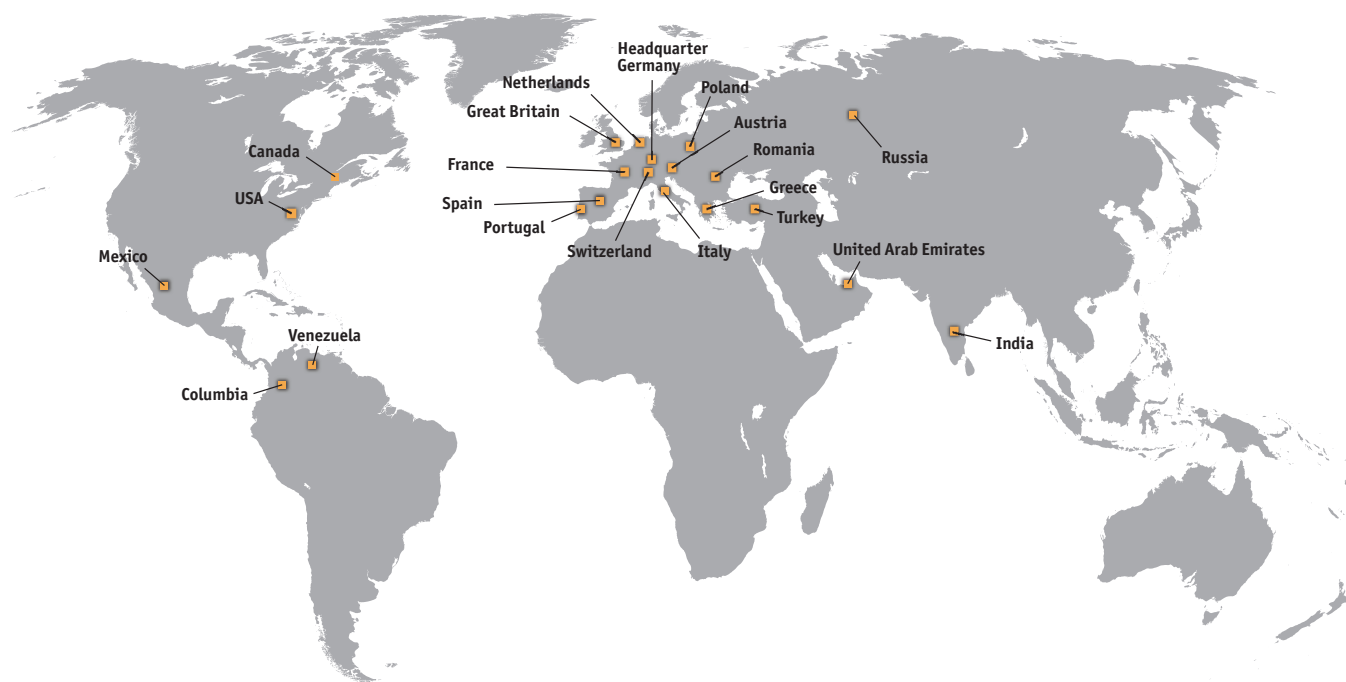 Headquarter
Germany
Netherlands
Poland
Great Britain
Austria
Canada
Romania
Russia
France
Greece
USA
Spain
Turkey
Portugal
Switzerland
Italy
United Arab Emirates
Mexico
Venezuela
India
Columbia